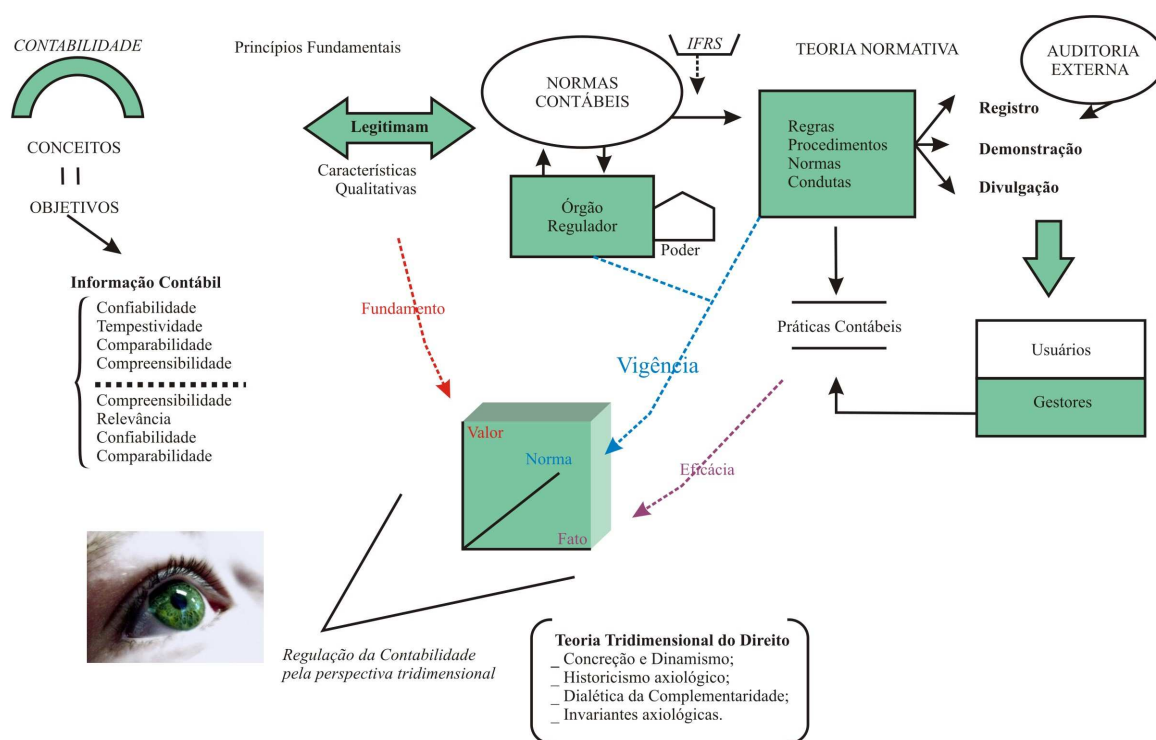 CONTABILIDADE
CONCEITOS
OBJETIVOS
Informação Contábil
Confiabilidade
Tempestividade
Comparabilidade
Compreensibilidade
Compreensibilidade
Relevância
Confiabilidade
Comparabilidade
Princípios Fundamentais
Legitimam
Características
Qualitativas
NORMAS
CONTÁBEIS
IFRS
Órgão
Regulador
Poder
TEORIA NORMATIVA
Regras
Procedimentos
Normas
Condutas
AUDITORIA
EXTERNA
Registro
Demonstração
Divulgação
Usuários
Gestores
Práticas Contábeis
Fundamento
Vigência
Eficácia
Valor
Norma
Fato
Regulação da Contabilidade
pela perspectiva tridimensional
Teoria Tridimensional do Direito
_ Concreção e Dinamismo;
_ Historicismo axiológico;
_ Dialética da Complementaridade;
_ Invariantes axiológicas.